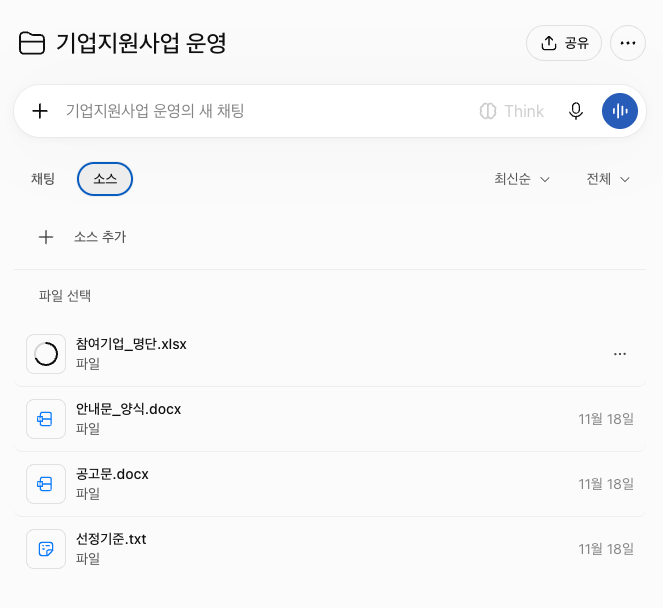 기업지원사업 운영
공유
기업지원사업 운영의 새 채팅
Think
채팅
소스
최신순
전체
소스 추가
파일 선택
참여기업_명단.xlsx
파일
안내문_양식.docx
파일
11월 18일
공고문.docx
파일
11월 18일
선정기준.txt
파일
11월 18일